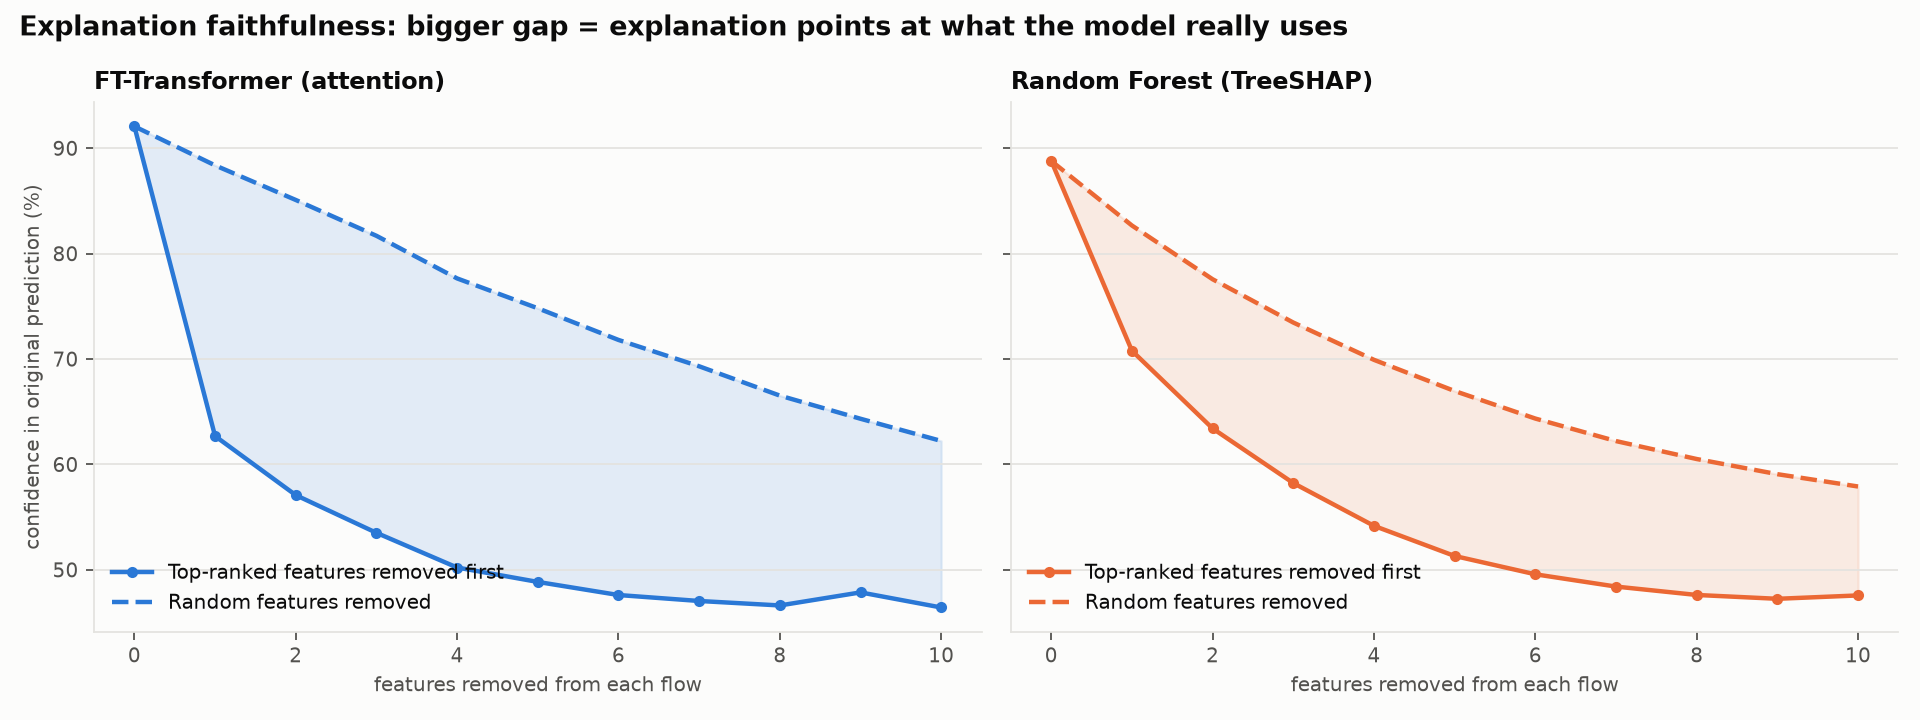 Explanation faithfulness: bigger gap = explanation points at what the model really uses
FT-Transformer (attention)
confidence in original prediction (%)
90
80
70
60
50
Top-ranked features removed first
Random features removed
0 2 4 6 8 10
features removed from each flow
Random Forest (TreeSHAP)
Top-ranked features removed first
Random features removed
0 2 4 6 8 10
features removed from each flow